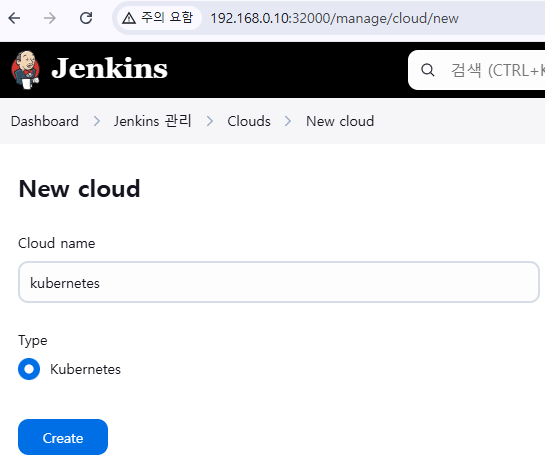 주의 요함 192.168.0.10:32000/manage/cloud/new
Jenkins 검색 (CTRL+K
Dashboard Jenkins 관리 Clouds New cloud
New cloud
Cloud name
kubernetes
Type
Kubernetes
Create